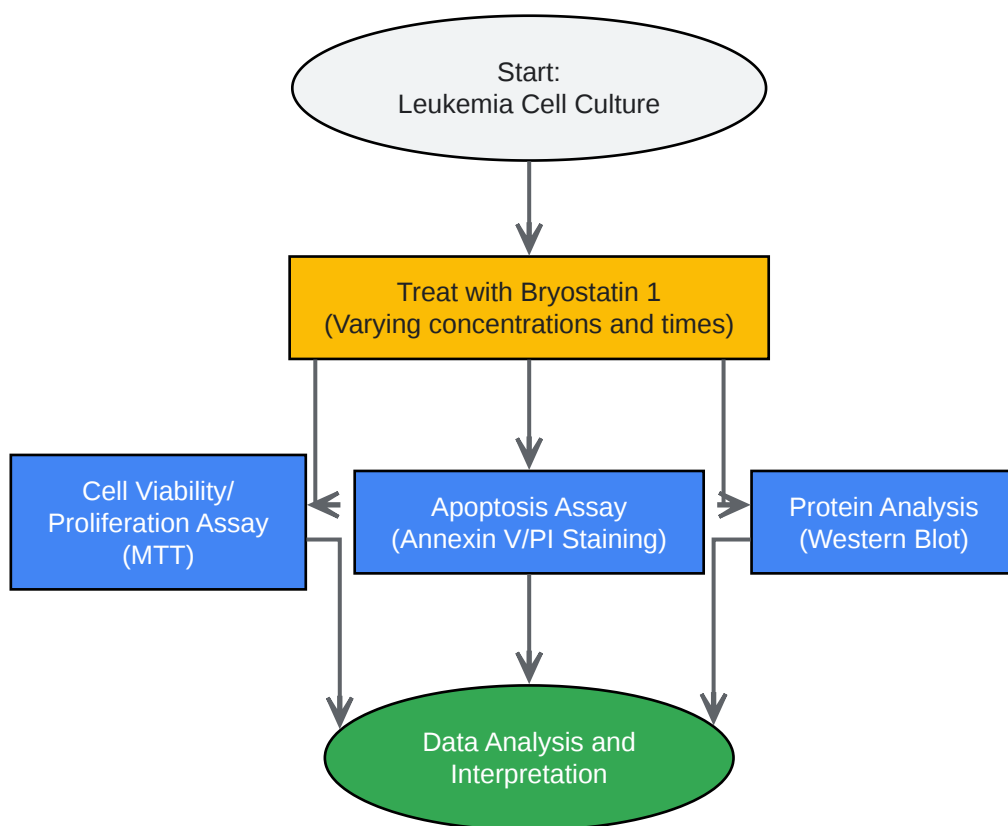 Start:
Leukemia Cell Culture
Treat with Bryostatin 1
(Varying concentrations and times)
Cell Viability/
Proliferation Assay
(MTT)
Apoptosis Assay
(Annexin V/PI Staining)
Protein Analysis
(Western Blot)
Data Analysis and
Interpretation